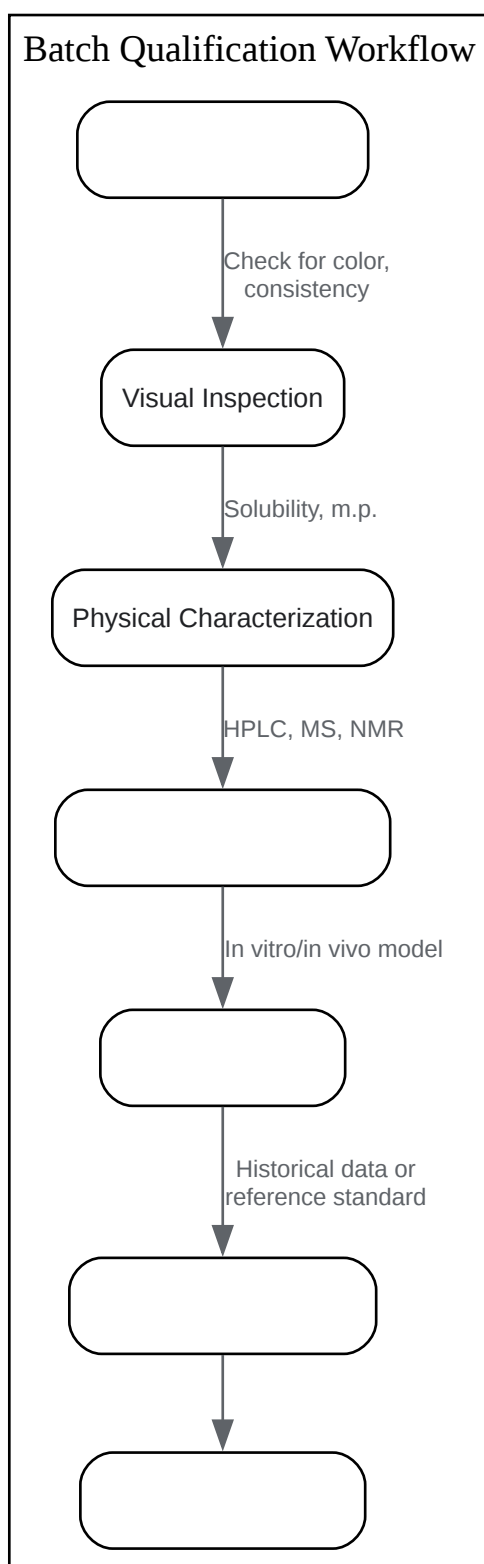 Batch Qualification Workflow
Check for color,
consistency
Visual Inspection
Solubility, m.p.
Physical Characterization
HPLC, MS, NMR
In vitro/in vivo model
Historical data or
reference standard